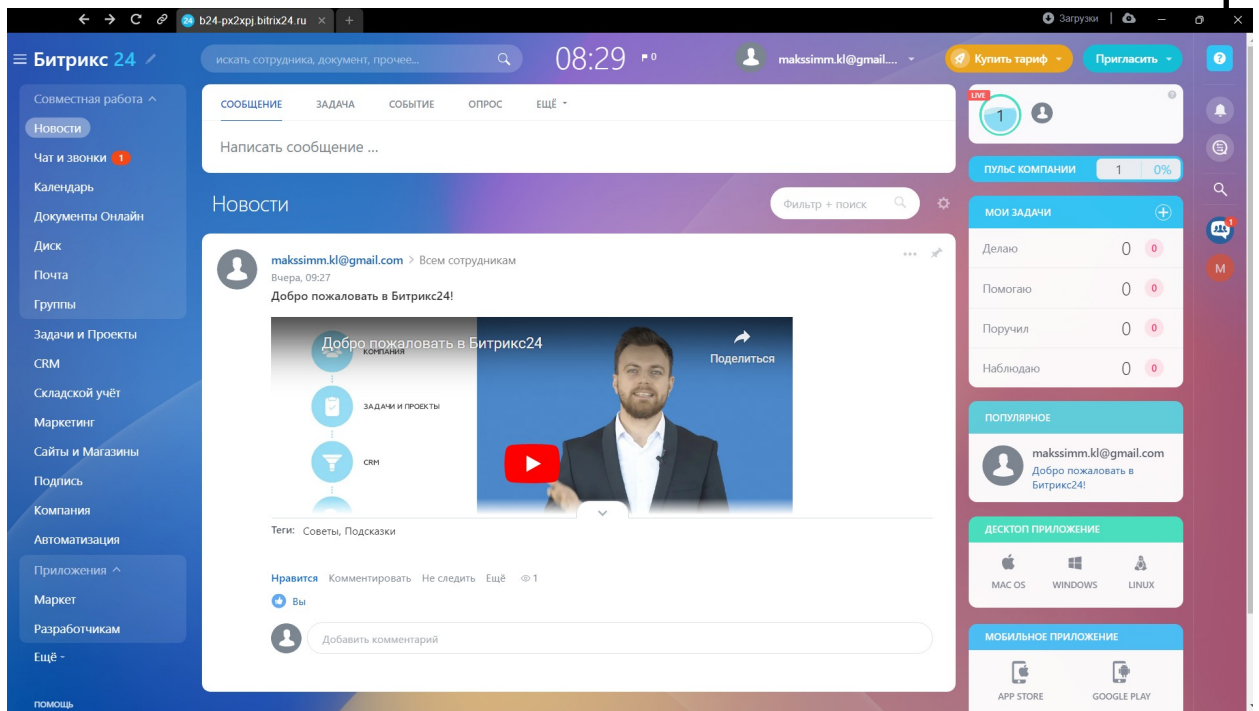 b24-px2xpj.bitrix24.ru
Загрузки
Битрикс 24
искать сотрудника, документ, прочее...
08:29
0
makssimm.kl@gmail....
Купить тариф
Пригласить
Совместная работа
Новости
Чат и звонки 1
Календарь
Документы Онлайн
Диск
Почта
Группы
Задачи и Проекты
CRM
Складской учёт
Маркетинг
Сайты и Магазины
Подпись
Компания
Автоматизация
Приложения
Маркет
Разработчикам
Ещё -
помощь
СООБЩЕНИЕ ЗАДАЧА СОБЫТИЕ ОПРОС ЕЩЁ
Написать сообщение ...
Новости
Фильтр + поиск
makssimm.kl@gmail.com > Всем сотрудникам
Вчера, 09:27
Добро пожаловать в Битрикс24!
Добро пожаловать в Битрикс24
Поделиться
КОМПАНИЯ
ЗАДАЧИ И ПРОЕКТЫ
CRM
Теги: Советы, Подсказки
Нравится Комментировать Не следить Ещё 1
Вы
Добавить комментарий
LIVE
1
ПУЛЬС КОМПАНИИ 1 0%
МОИ ЗАДАЧИ
Делаю 0 0
Помогаю 0 0
Поручил 0 0
Наблюдаю 0 0
ПОПУЛЯРНОЕ
makssimm.kl@gmail.com
Добро пожаловать в
Битрикс24!
ДЕСКТОП ПРИЛОЖЕНИЕ
MAC OS WINDOWS LINUX
МОБИЛЬНОЕ ПРИЛОЖЕНИЕ
APP STORE GOOGLE PLAY
?
1
М